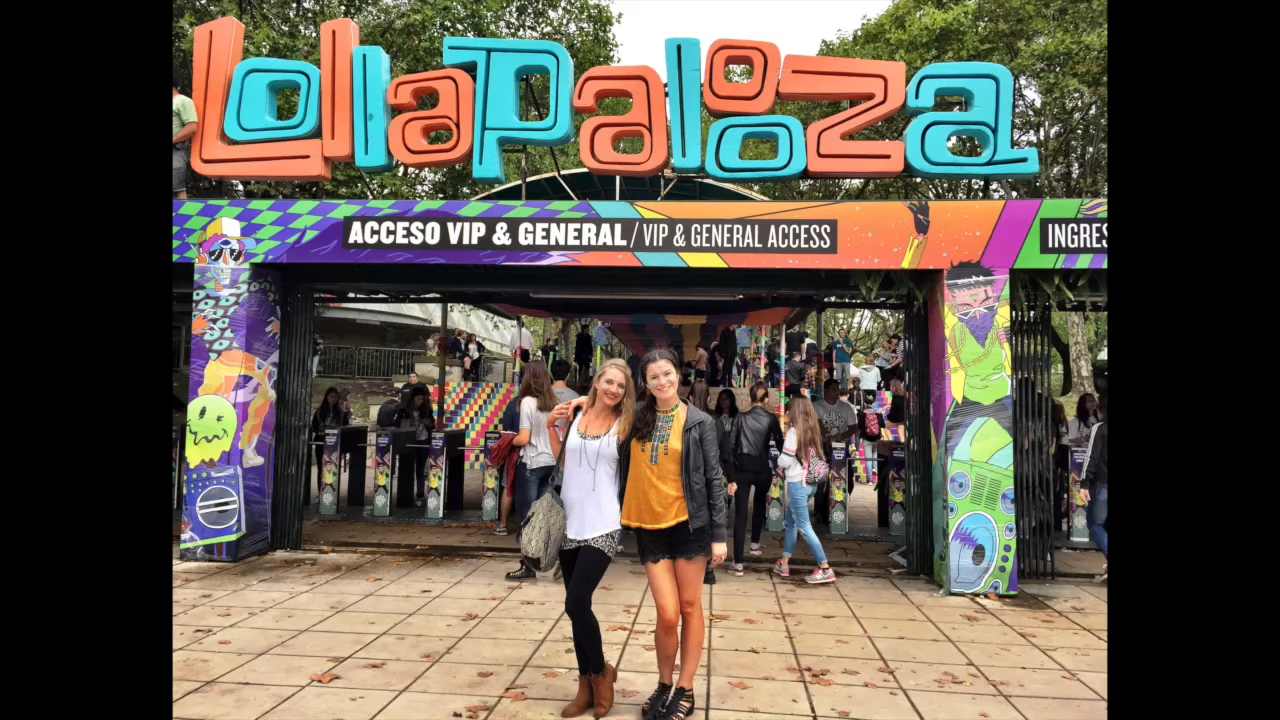 Lollapalooza
ACCESO VIP & GENERAL / VIP & GENERAL ACCESS
INGRES